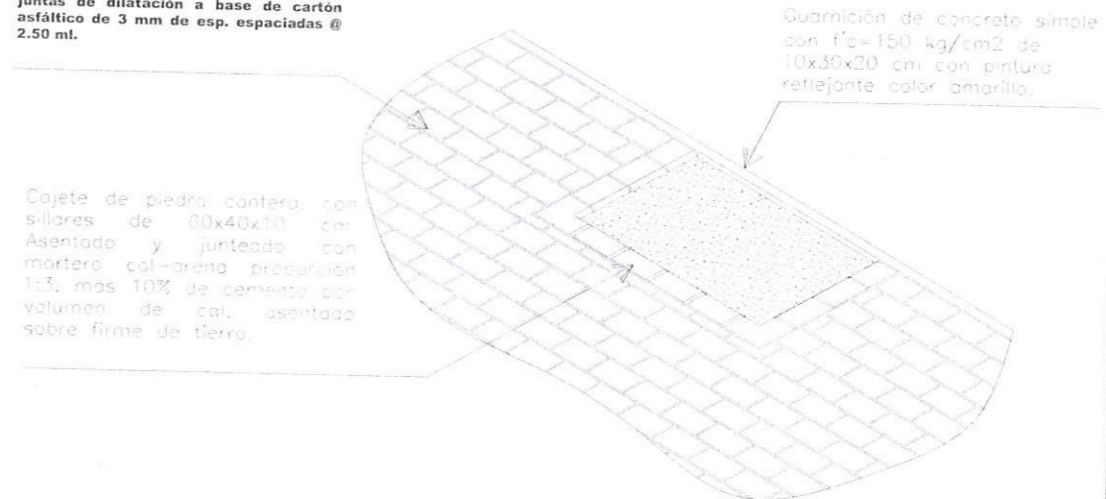 juntas de dilatación a base de cartón
asfáltico de 3 mm de esp. espaciadas @
2.50 ml.
Guarnición de concreto simple
con f'c=150 kg/cm2 de
10x30x20 cm con pintura
reflejante color amarillo.
Cajete de piedra cantera, con
sillares de 60x40x10 cm
Asentado y junteado con
mortero cal-arena proporcion
1:3, mas 10% de cemento por
volumen de cal, asentado
sobre firme de tierra.